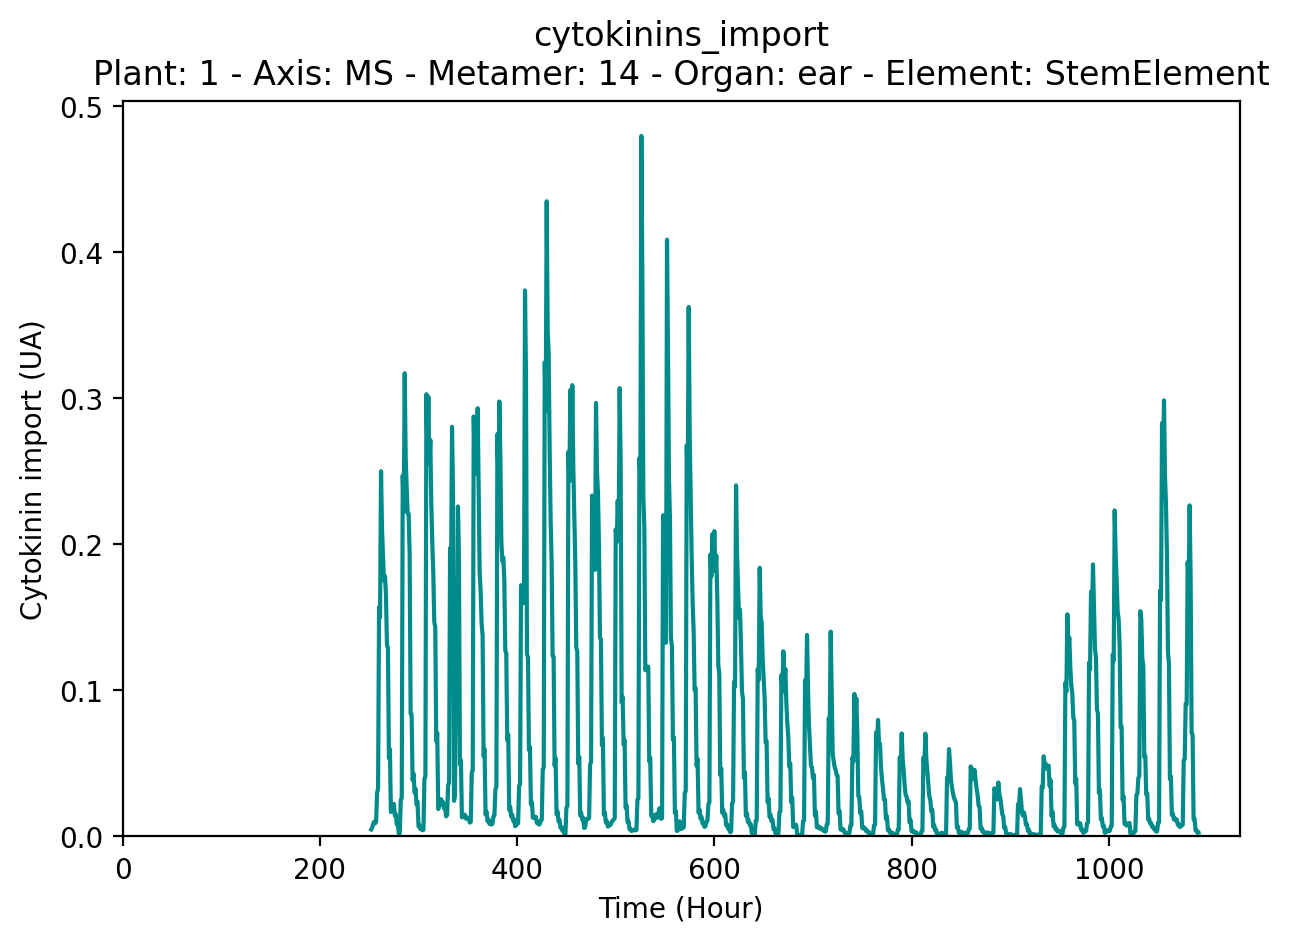 cytokinins_import
Plant: 1 - Axis: MS - Metamer: 14 - Organ: ear - Element: StemElement
0.5
0.4
0.3
0.2
0.1
0.0
Cytokinin import (UA)
0 200 400 600 800 1000
Time (Hour)